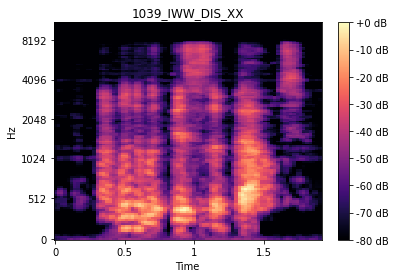 1039_IWW_DIS_XX
+0 dB
8192
-10 dB
4096
-20 dB
-30 dB
2048
Hz
-40 dB
1024
-50 dB
512
-60 dB
-70 dB
0
-80 dB
0 0.5 1 1.5
Time